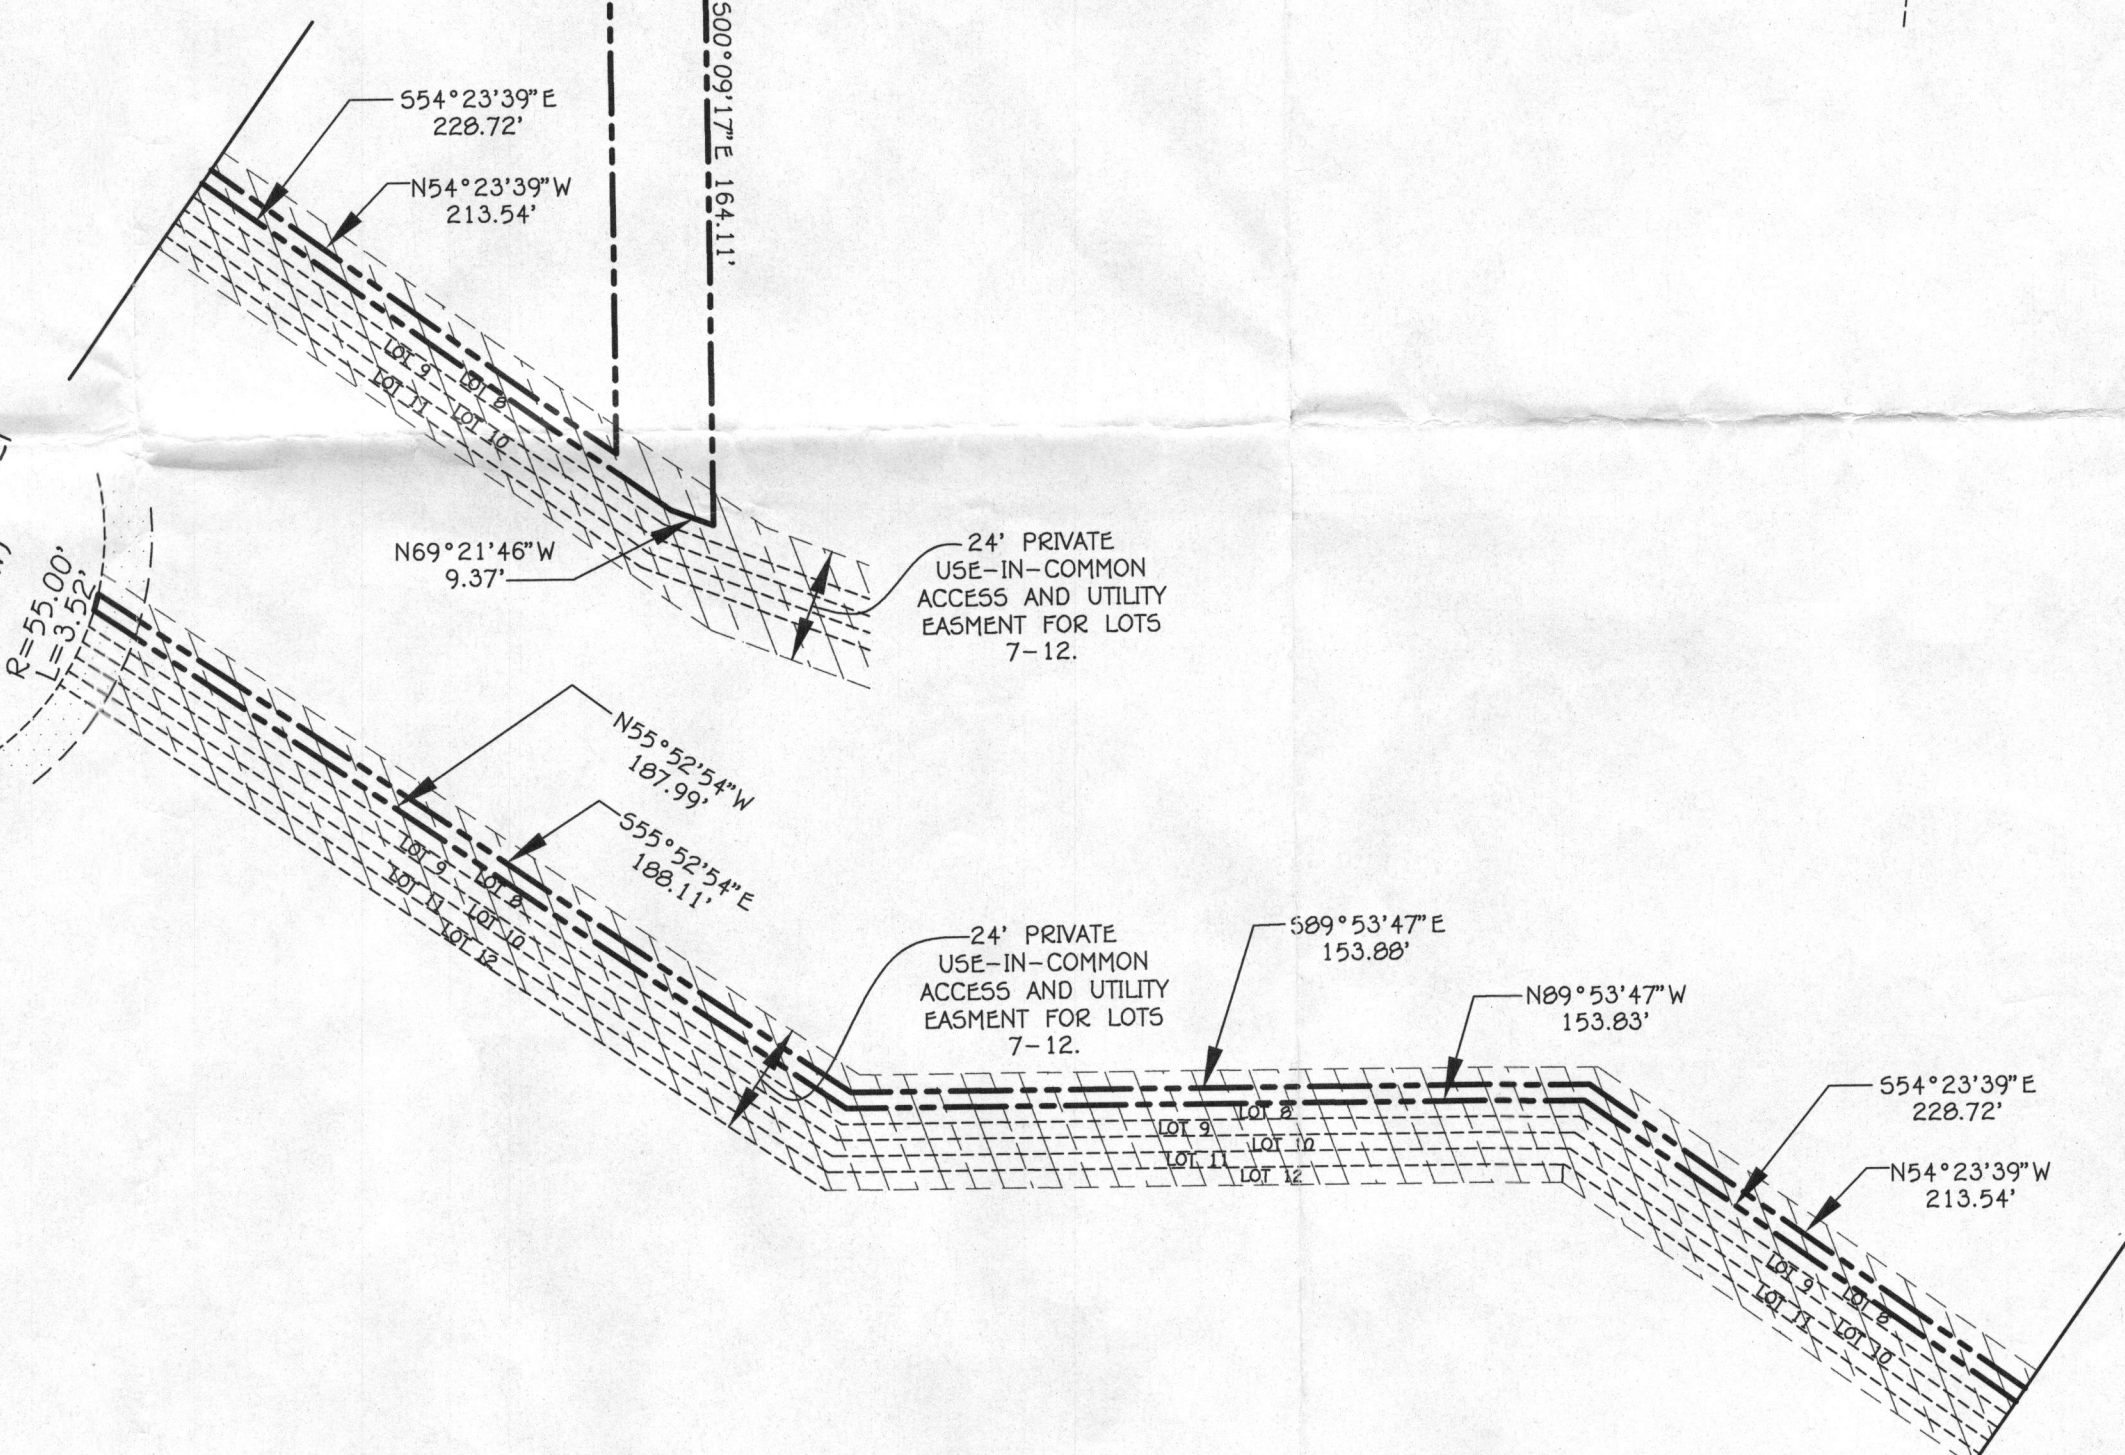 S00°09'17"E 164.11'
S54°23'39"E
228.72'
N54°23'39"W
213.54'
LOT 9
LOT 8
LOT 11
LOT 10
N69°21'46"W
9.37'
24' PRIVATE
USE-IN-COMMON
ACCESS AND UTILITY
EASMENT FOR LOTS
7-12.
R=55.00'
L=3.52'
N55°52'54"W
187.99'
S55°52'54"E
188.11'
LOT 9
LOT 8
LOT 11
LOT 10
LOT 12
24' PRIVATE
USE-IN-COMMON
ACCESS AND UTILITY
EASMENT FOR LOTS
7-12.
S89°53'47"E
153.88'
N89°53'47"W
153.83'
LOT 8
LOT 9
LOT 10
LOT 11
LOT 12
S54°23'39"E
228.72'
N54°23'39"W
213.54'
LOT 9
LOT 8
LOT 11
LOT 10